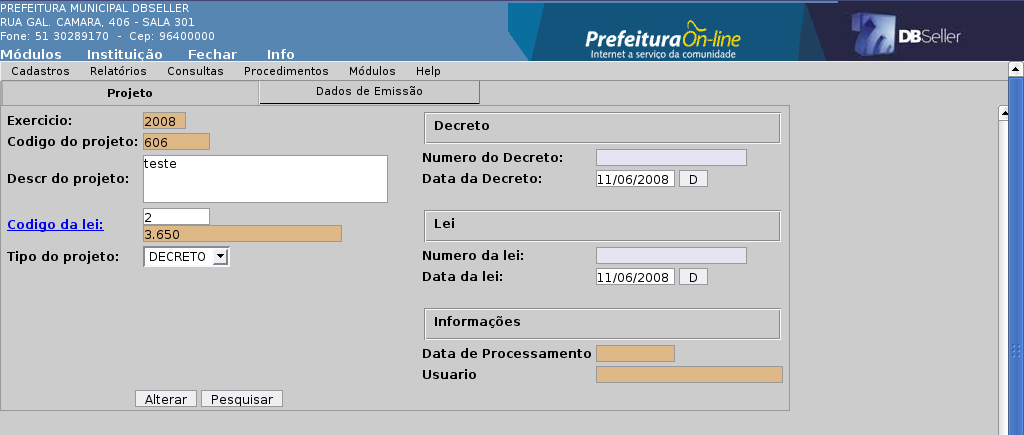 PREFEITURA MUNICIPAL DBSELLER
RUA GAL. CAMARA, 406 - SALA 301
Fone: 51 30289170 - Cep: 96400000
Prefeitura On-line
Internet a serviço da comunidade
DBSeller
Módulos Instituição Fechar Info
Cadastros Relatórios Consultas Procedimentos Módulos Help
Projeto Dados de Emissão
Exercicio: 2008
Codigo do projeto: 606
Descr do projeto: teste
Codigo da lei: 2
3.650
Tipo do projeto: DECRETO
Decreto
Numero do Decreto:
Data da Decreto: 11/06/2008 D
Lei
Numero da lei:
Data da lei: 11/06/2008 D
Informações
Data de Processamento
Usuario
Alterar Pesquisar